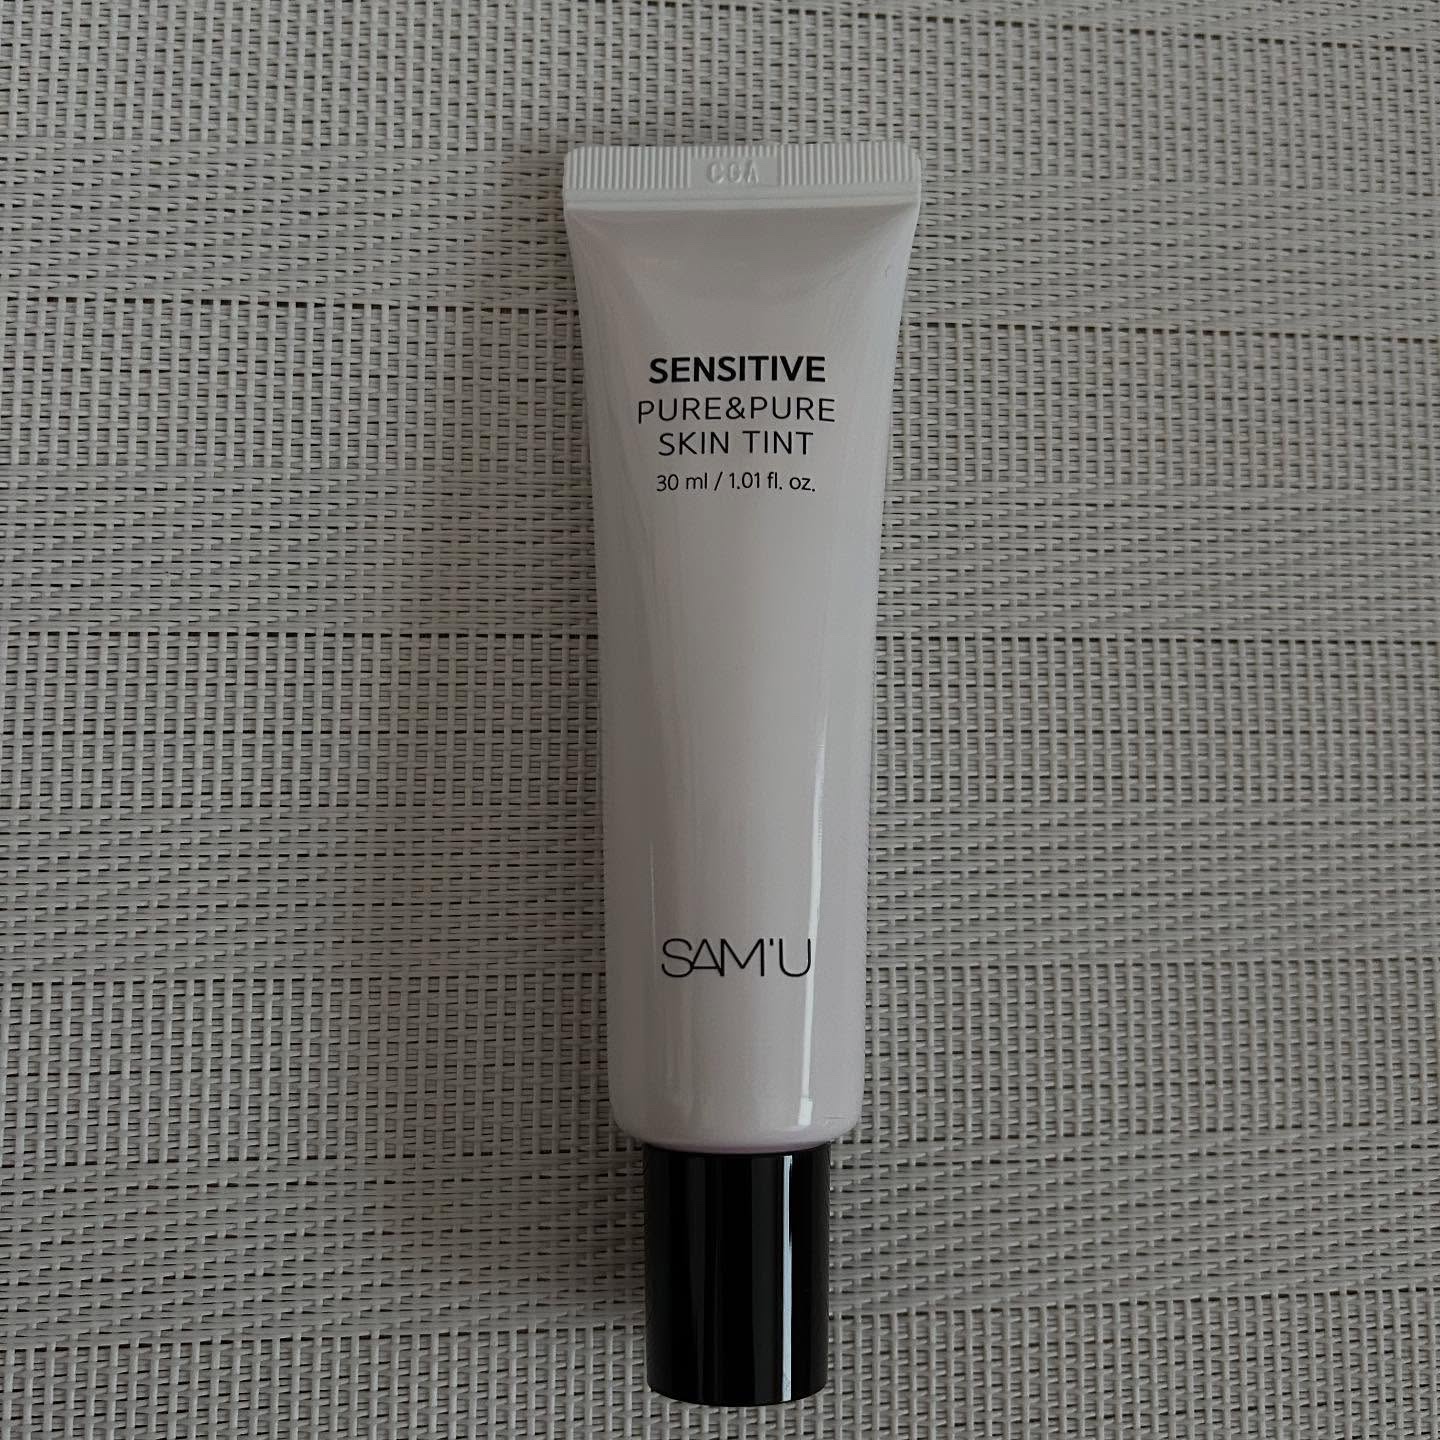 SENSITIVE
PURE&PURE
SKIN TINT
30 ml / 1.01 fl. oz.
SAM'U